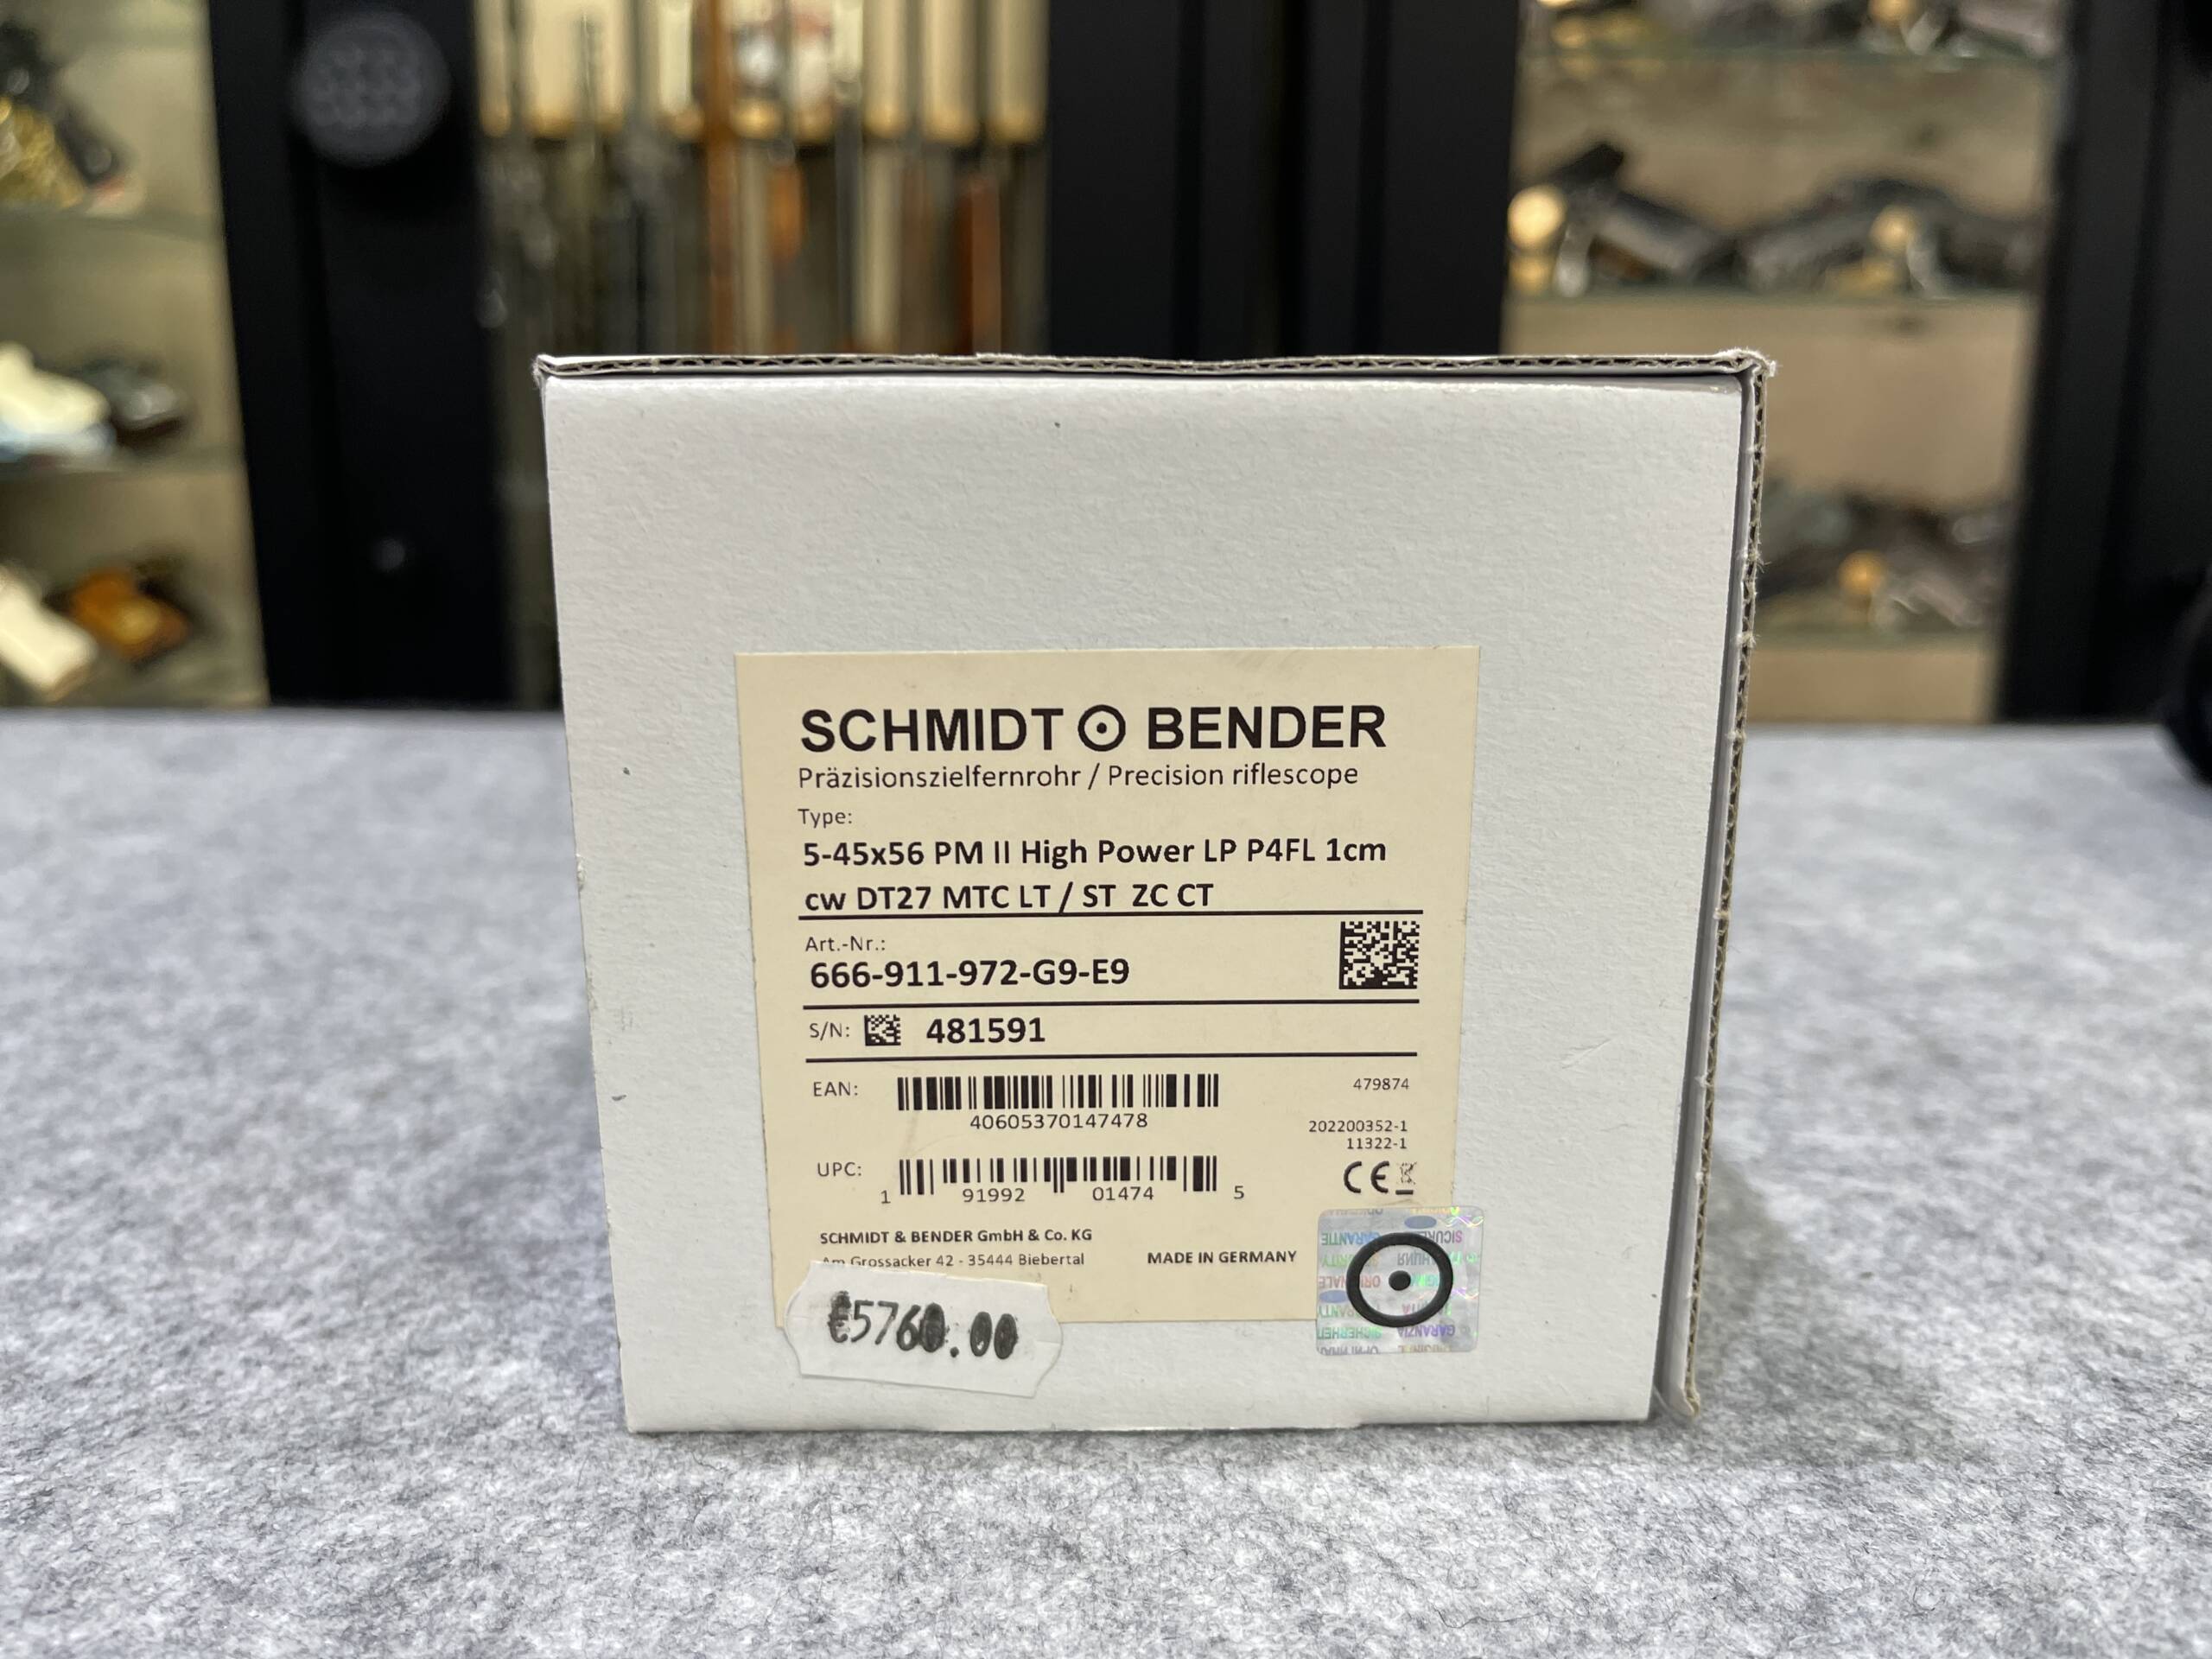 SCHMIDT BENDER
Präzisionszielfernrohr / Precision riflescope
Type:
5-45x56 PM II High Power LP P4FL 1cm
cw DT27 MTC LT / ST ZC CT
Art.-Nr.:
666-911-972-G9-E9
S/N: 481591
EAN:
40605370147478
479874
202200352-1
11322-1
UPC:
1 91992 01474 5
CE
SCHMIDT & BENDER GmbH & Co. KG
Am Grossacker 42 - 35444 Biebertal
MADE IN GERMANY
€5760.00
GARANZIA